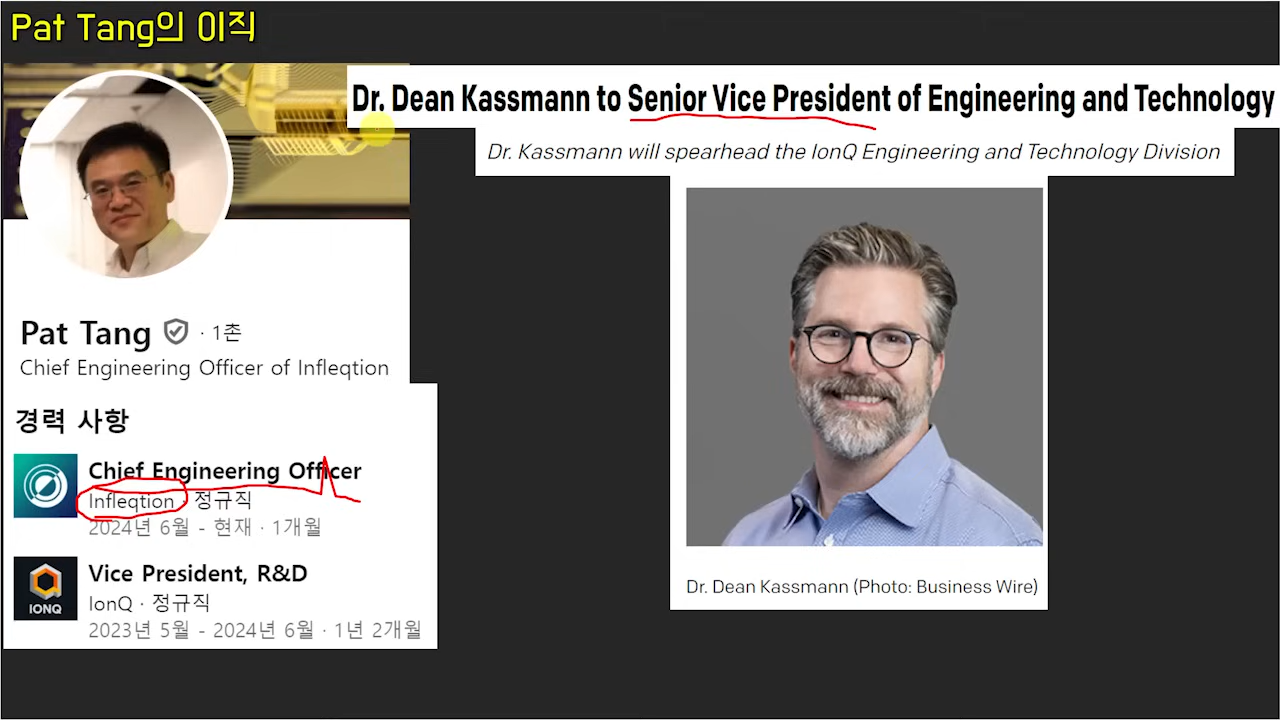 Pat Tang의 이직
Dr. Dean Kassmann to Senior Vice President of Engineering and Technology
Dr. Kassmann will spearhead the IonQ Engineering and Technology Division
Pat Tang · 1촌
Chief Engineering Officer of Infleqtion
경력 사항
Chief Engineering Officer
Infleqtion · 정규직
2024년 6월 - 현재 · 1개월
IONQ
Vice President, R&D
IonQ · 정규직
2023년 5월 - 2024년 6월 · 1년 2개월
Dr. Dean Kassmann (Photo: Business Wire)